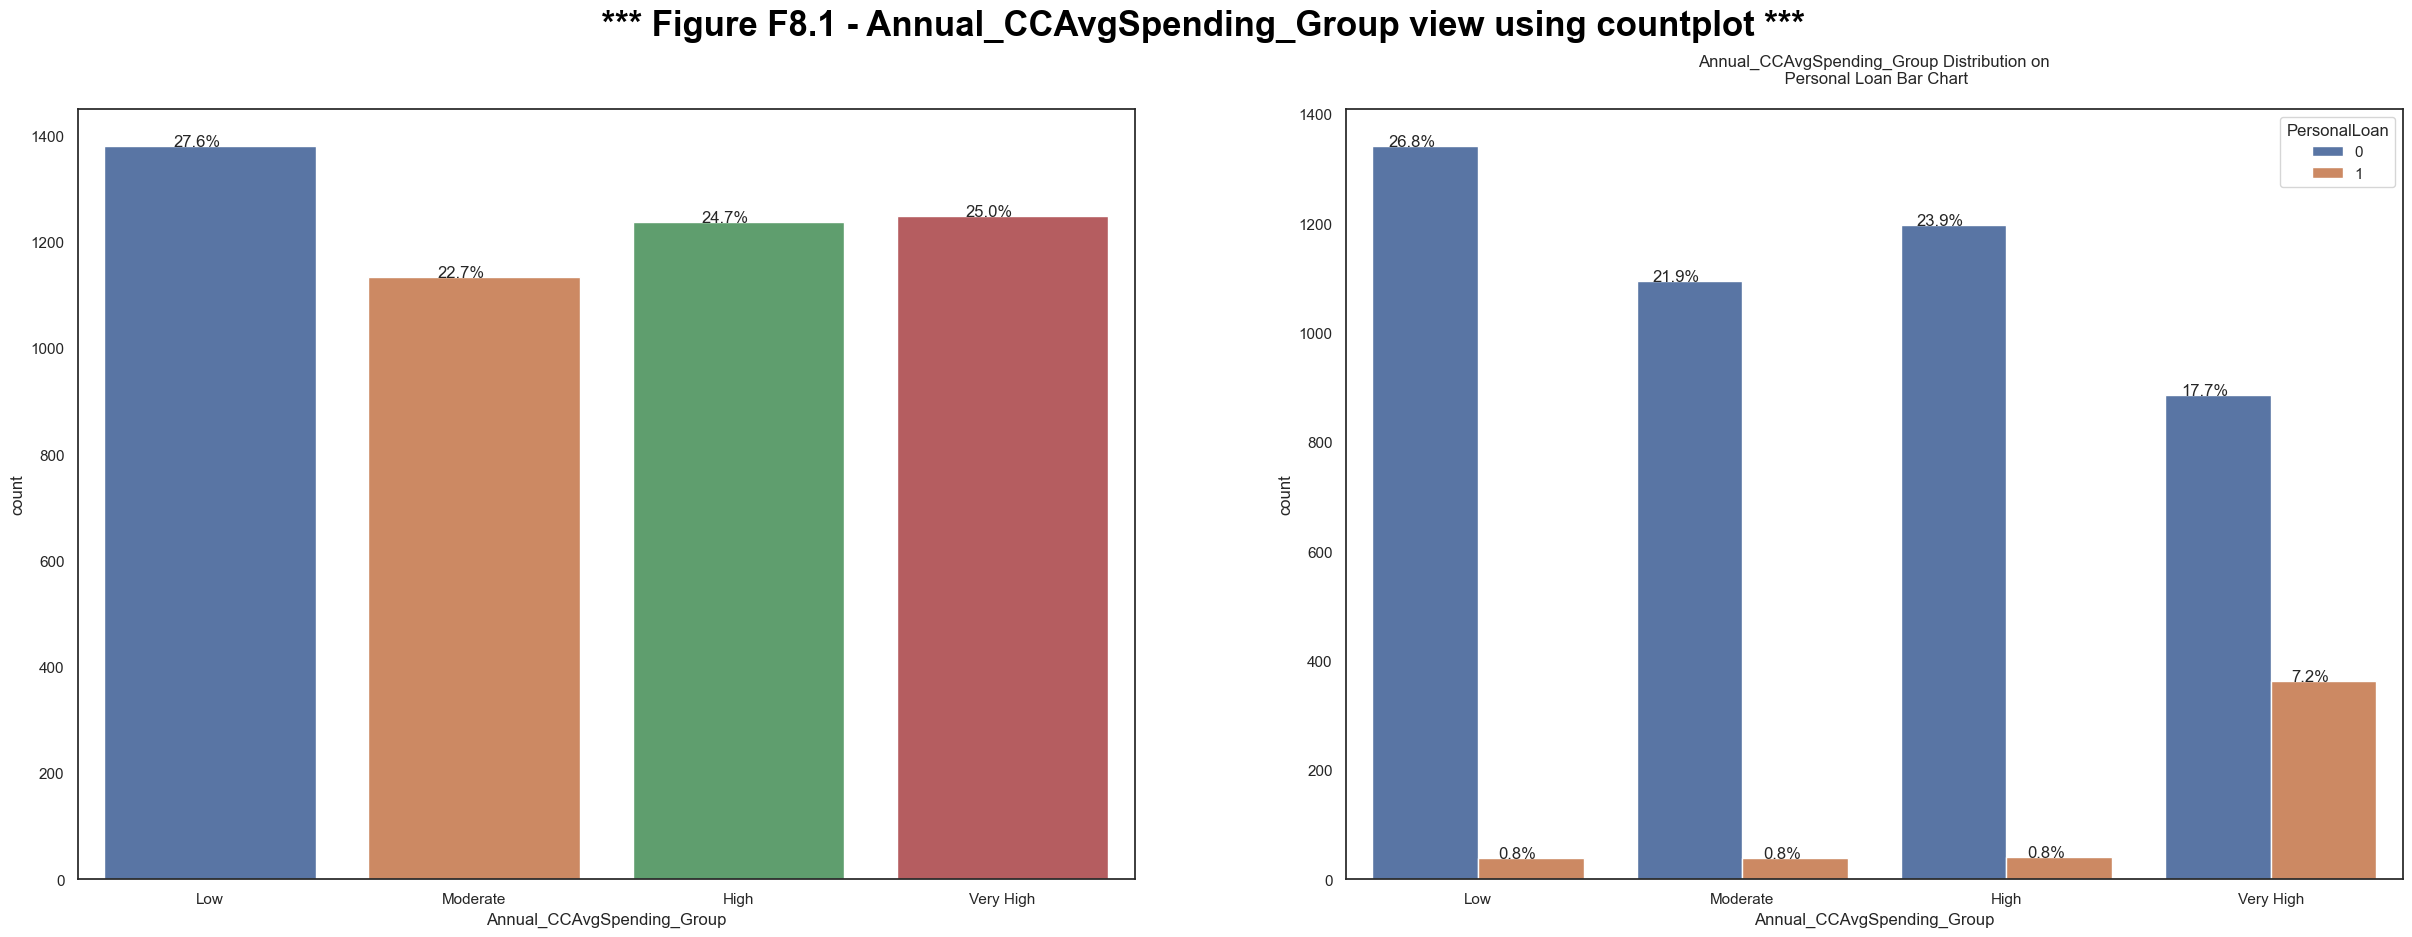 *** Figure F8.1 - Annual_CCAvgSpending_Group view using countplot ***
1400
1200
1000
800
600
400
200
0
count
27.6%
22.7%
24.7%
25.0%
Low
Moderate
High
Very High
Annual_CCAvgSpending_Group
Annual_CCAvgSpending_Group Distribution on
Personal Loan Bar Chart
1400
1200
1000
800
600
400
200
0
count
26.8%
0.8%
21.9%
0.8%
23.9%
0.8%
17.7%
7.2%
PersonalLoan
0
1
Low
Moderate
High
Very High
Annual_CCAvgSpending_Group